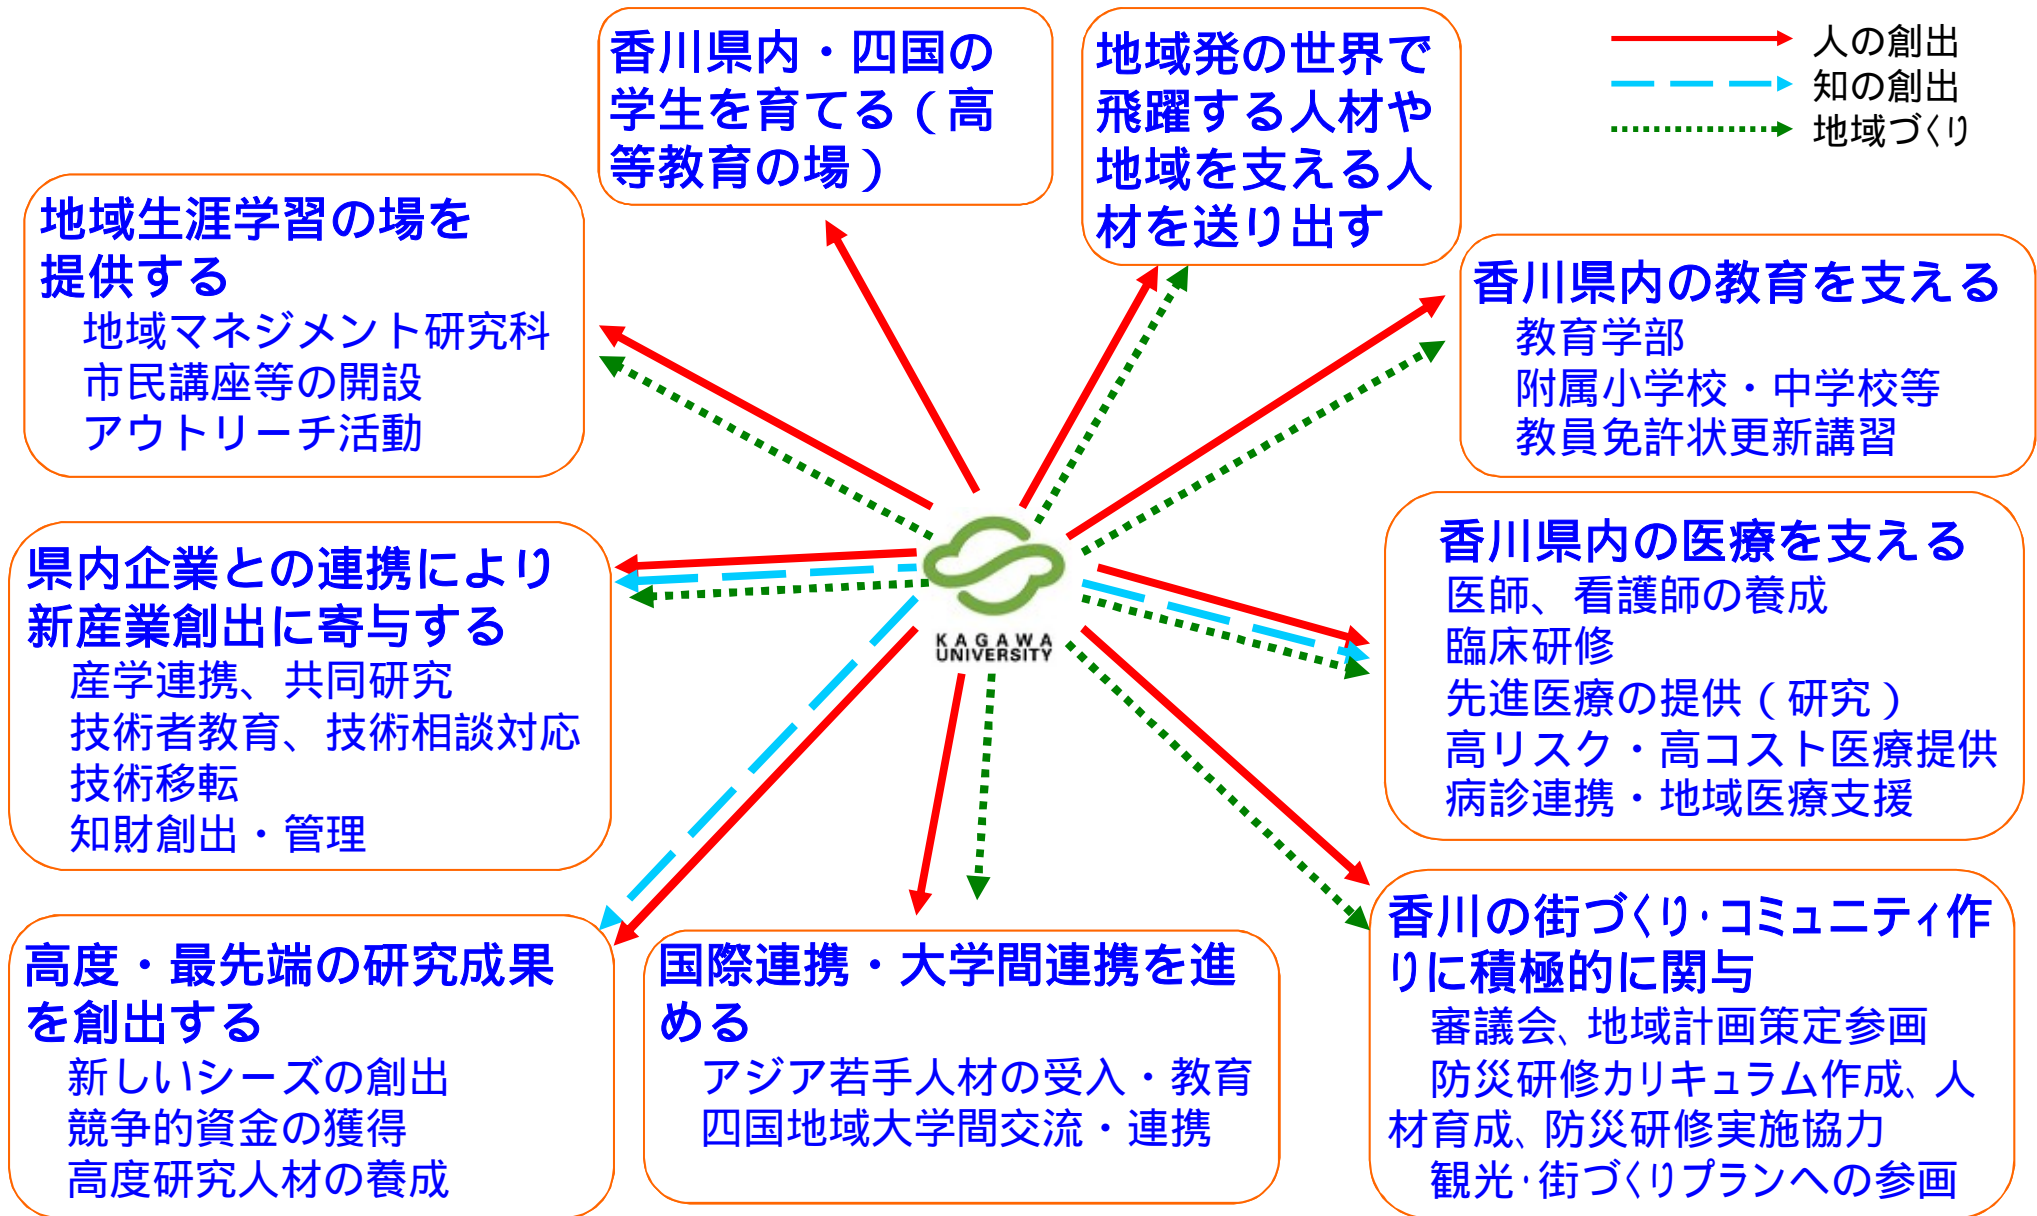 香川県内・四国の
学生を育てる（高
等教育の場）
地域発の世界で
飛躍する人材や
地域を支える人
材を送り出す
人の創出
知の創出
地域づくり
地域生涯学習の場を
提供する
地域マネジメント研究科
市民講座等の開設
アウトリーチ活動
香川県内の教育を支える
教育学部
附属小学校・中学校等
教員免許状更新講習
県内企業との連携により
新産業創出に寄与する
産学連携、共同研究
技術者教育、技術相談対応
技術移転
知財創出・管理
KAGAWA
UNIVERSITY
香川県内の医療を支える
医師、看護師の養成
臨床研修
先進医療の提供（研究）
高リスク・高コスト医療提供
病診連携・地域医療支援
高度・最先端の研究成果
を創出する
新しいシーズの創出
競争的資金の獲得
高度研究人材の養成
国際連携・大学間連携を進
める
アジア若手人材の受入・教育
四国地域大学間交流・連携
香川の街づくり・コミュニティ作
りに積極的に関与
審議会、地域計画策定参画
防災研修カリキュラム作成、人
材育成、防災研修実施協力
観光・街づくりプランへの参画